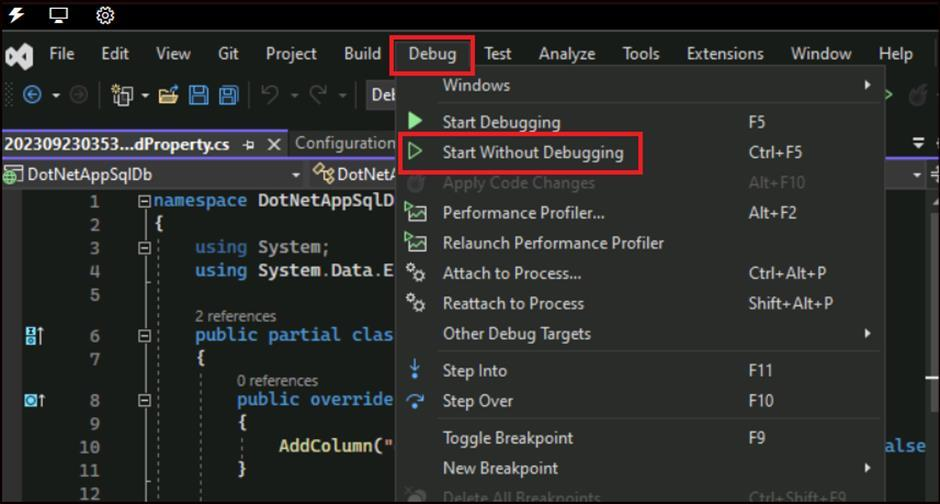 File Edit View Git Project Build Debug Test Analyze Tools Extensions Window Help
Windows
Start Debugging F5
202309230353...dProperty.cs Configuration
Start Without Debugging Ctrl+F5
DotNetAppSqlDb
Apply Code Changes Alt+F10
1 namespace DotNetAppSqlD
Performance Profiler... Alt+F2
2 {
3 using System;
Relaunch Performance Profiler
4 using System.Data.E
Attach to Process... Ctrl+Alt+P
5
Reattach to Process Shift+Alt+P
2 references
6 public partial clas
Other Debug Targets
7 {
Step Into F11
0 references
8 public override
Step Over F10
9 {
Toggle Breakpoint F9
10 AddColumn("
11 }
New Breakpoint
12
Delete All Breakpoints Ctrl+Shift+F9